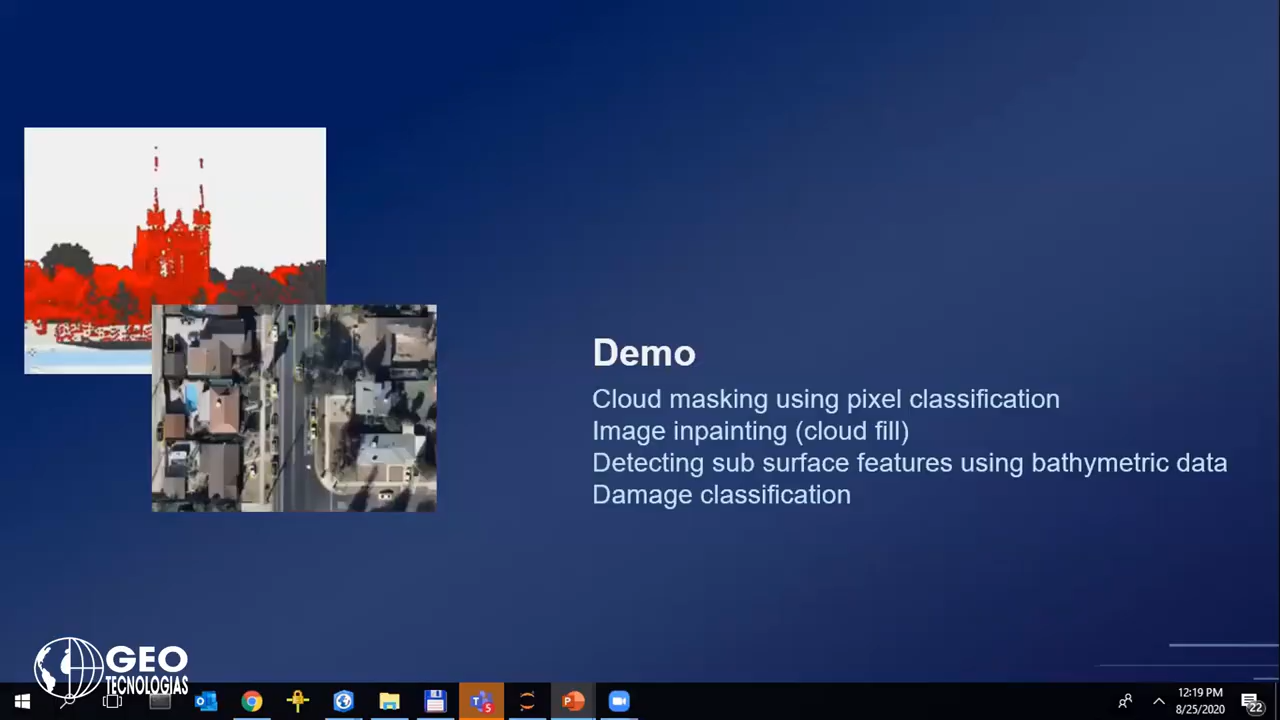 Demo
Cloud masking using pixel classification
Image inpainting (cloud fill)
Detecting sub surface features using bathymetric data
Damage classification
GEO
TECNOLOGIAS
12:19 PM
8/25/2020
22
5